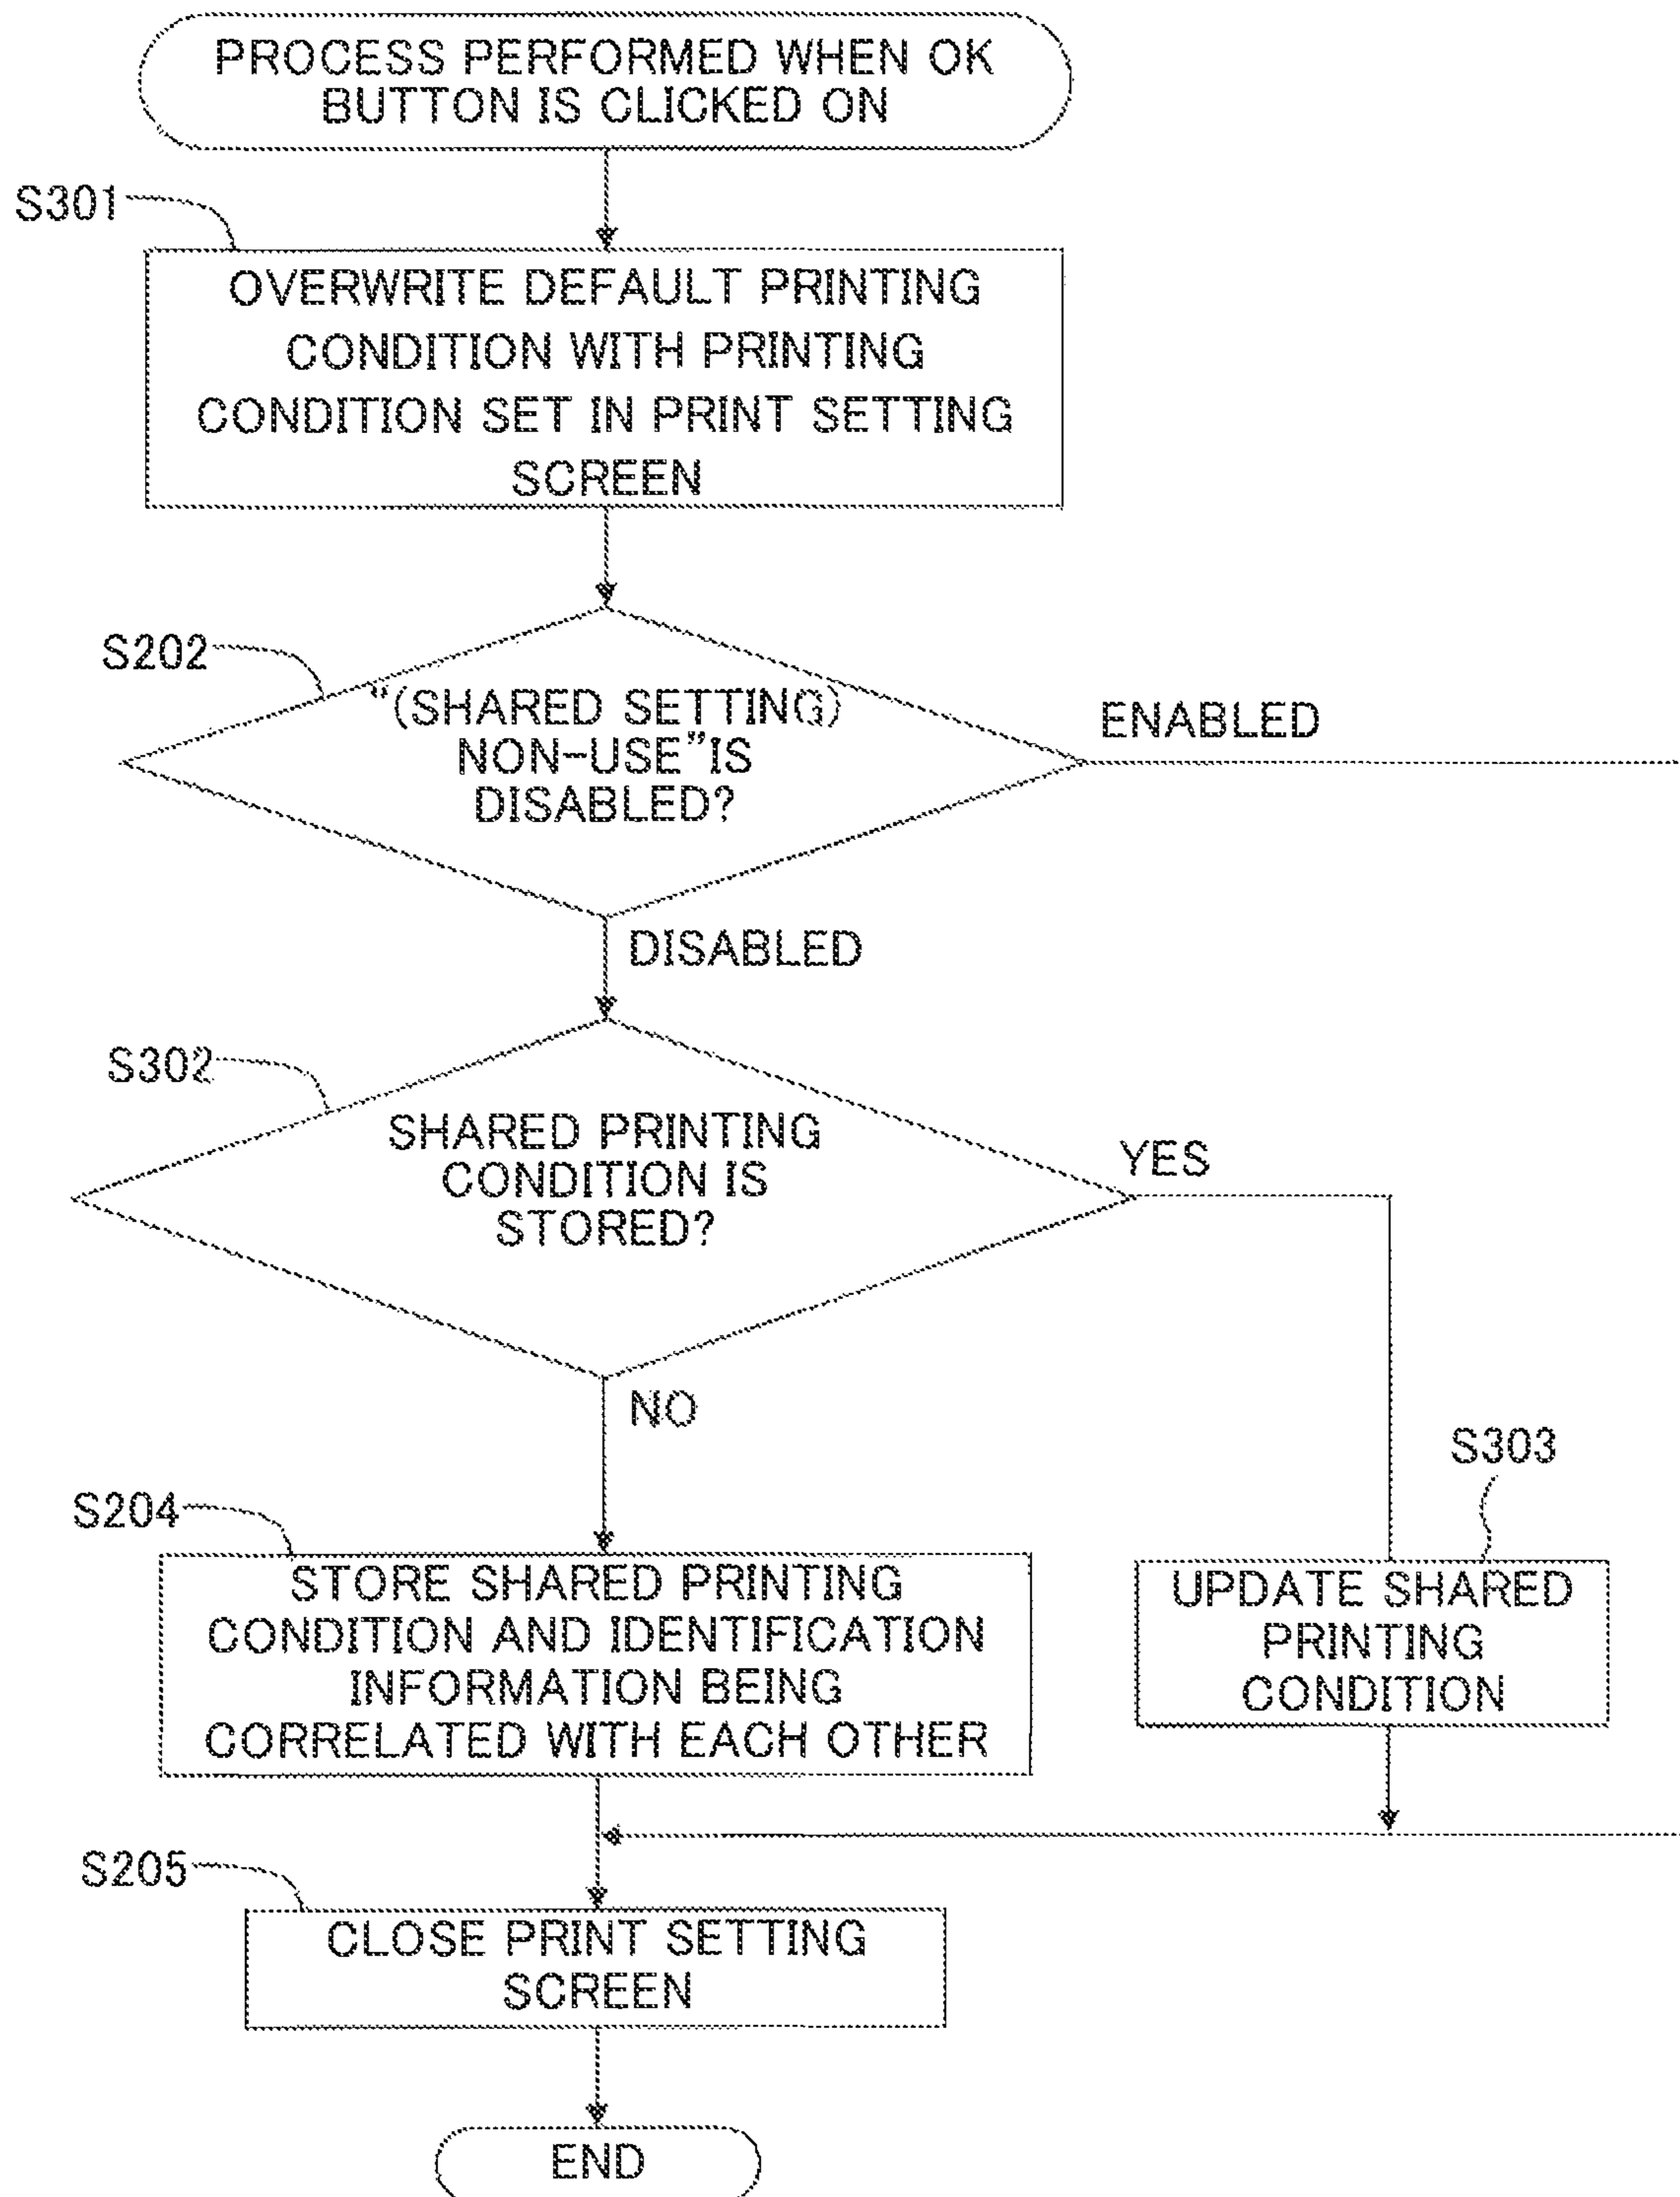 PROCESS PERFORMED WHEN OK
BUTTON IS CLICKED ON
S301
OVERWRITE DEFAULT PRINTING
CONDITION WITH PRINTING
CONDITION SET IN PRINT SETTING
SCREEN
S202
“(SHARED SETTING)
NON-USE”IS
DISABLED?
ENABLED
DISABLED
S302
SHARED PRINTING
CONDITION IS
STORED?
YES
NO
S303
S204
STORE SHARED PRINTING
CONDITION AND IDENTIFICATION
INFORMATION BEING
CORRELATED WITH EACH OTHER
UPDATE SHARED
PRINTING
CONDITION
S205
CLOSE PRINT SETTING
SCREEN
END